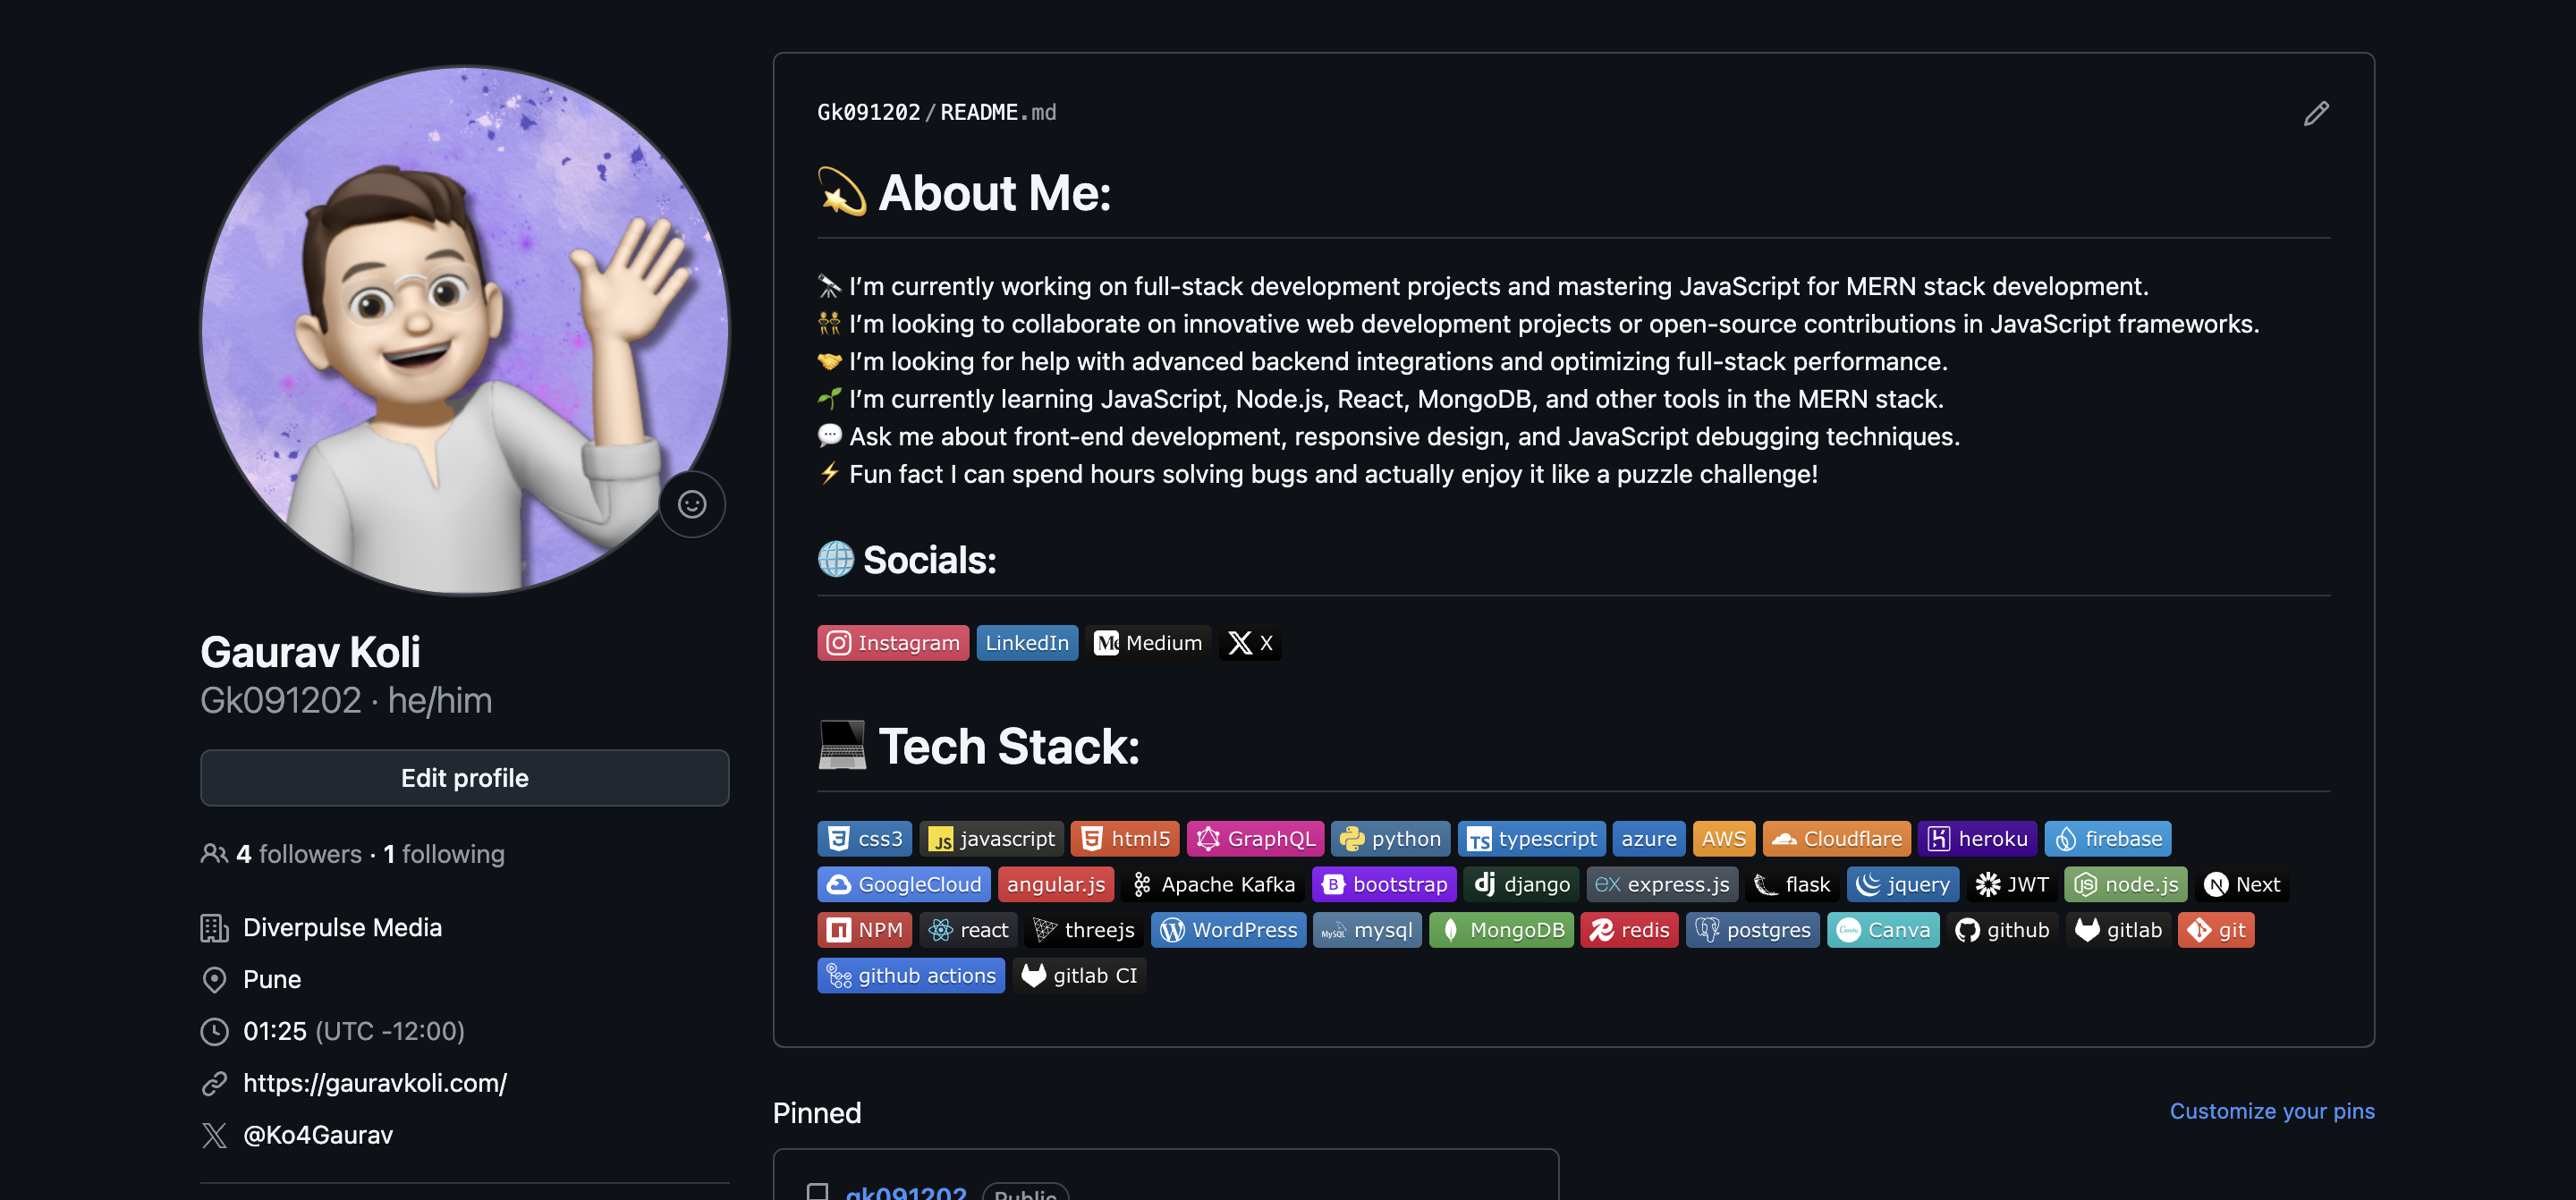 Gaurav Koli
Gk091202 · he/him
Edit profile
4 followers · 1 following
Diverpulse Media
Pune
01:25 (UTC -12:00)
https://gauravkoli.com/
@Ko4Gaurav
Gk091202/README.md
About Me:
I’m currently working on full-stack development projects and mastering JavaScript for MERN stack development.
I’m looking to collaborate on innovative web development projects or open-source contributions in JavaScript frameworks.
I’m looking for help with advanced backend integrations and optimizing full-stack performance.
I’m currently learning JavaScript, Node.js, React, MongoDB, and other tools in the MERN stack.
Ask me about front-end development, responsive design, and JavaScript debugging techniques.
Fun fact I can spend hours solving bugs and actually enjoy it like a puzzle challenge!
Socials:
Instagram LinkedIn Medium X
Tech Stack:
css3 JS javascript html5 GraphQL python TS typescript azure AWS Cloudflare heroku firebase
GoogleCloud angular.js Apache Kafka B bootstrap dj django ex express.js flask jquery JWT JS node.js N Next
NPM react threejs WordPress MySQL mysql MongoDB redis postgres Canva github gitlab git
github actions gitlab CI
Pinned
Customize your pins
gk091202 Public